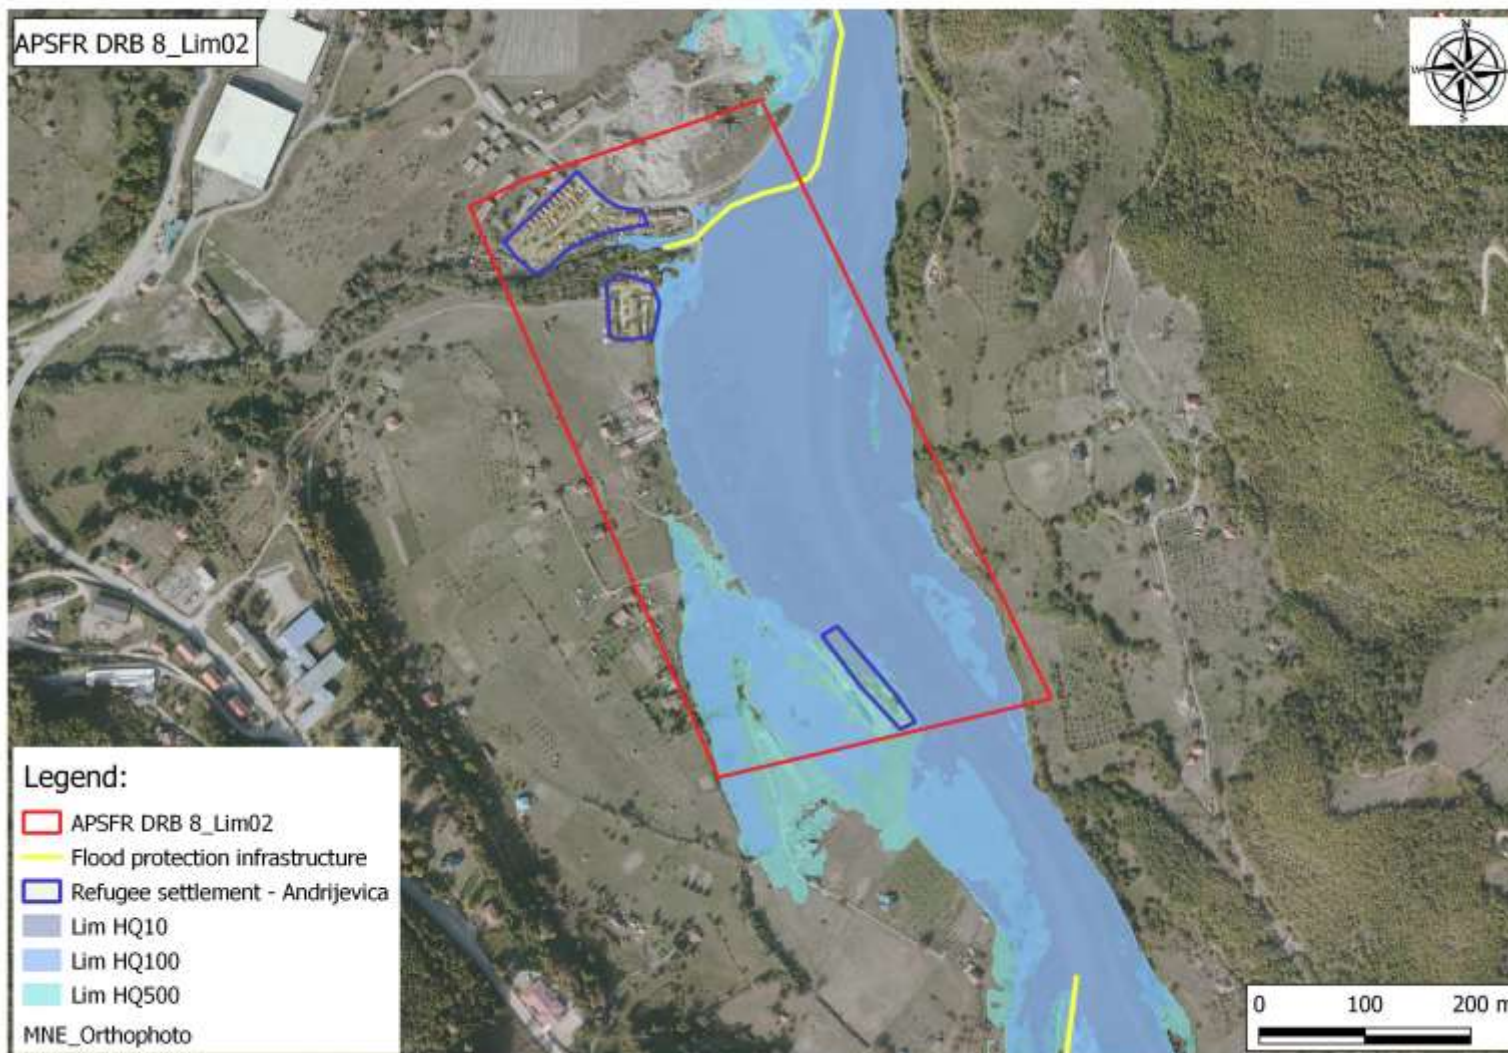 APSFR DRB 8_Lim02
N
W
S
Legend:
APSFR DRB 8_Lim02
Flood protection infrastructure
Refugee settlement - Andrijevica
Lim HQ10
Lim HQ100
Lim HQ500
MNE_Orthophoto
0 100 200 m